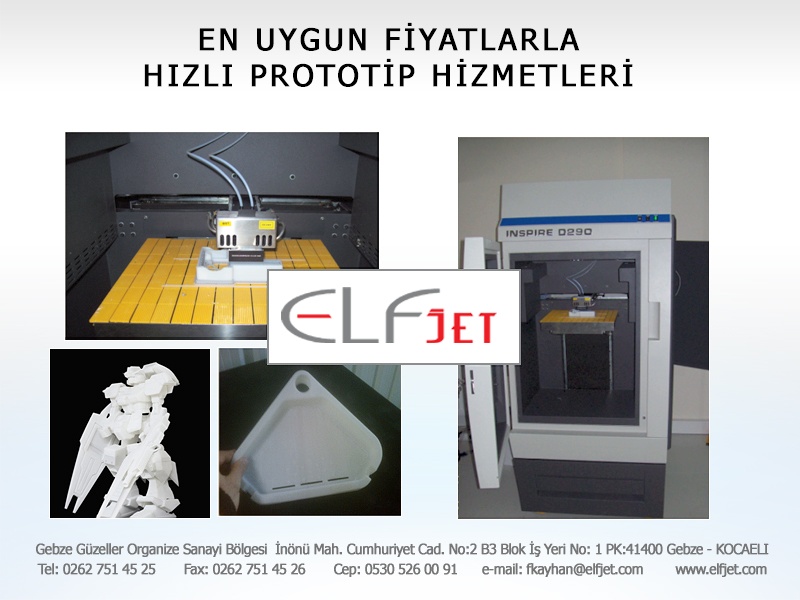 EN UYGUN FİYATLARLA
HIZLI PROTOTİP HİZMETLERİ
INSPIRE D290
ELFJET
Gebze Güzeller Organize Sanayi Bölgesi İnönü Mah. Cumhuriyet Cad. No:2 B3 Blok İş Yeri No: 1 PK:41400 Gebze - KOCAELI
Tel: 0262 751 45 25 Fax: 0262 751 45 26 Cep: 0530 526 00 91 e-mail: fkayhan@elfjet.com www.elfjet.com